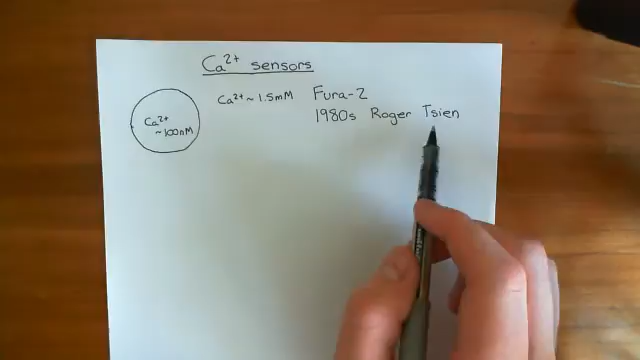 Ca²⁺ sensors
Ca²⁺ ~ 1.5mM Fura-2
1980s Roger Tsien
Ca²⁺
~100nM